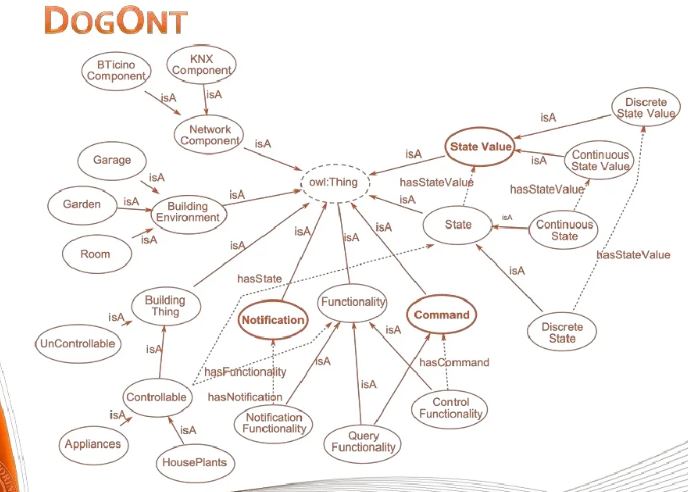 DOGONT
BTicino
Component
KNX
Component
isA
isA
Network
Component
isA
Discrete
State Value
isA
State Value
isA
isA
Continuous
State Value
Garage
isA
owl:Thing
hasStateValue
hasStateValue
Garden
isA
Building
Environment
isA
isA
State
isA
Continuous
State
isA
Room
isA
isA
isA
isA
hasStateValue
isA
hasState
Building
Thing
Functionality
Notification
Command
isA
UnControllable
isA
isA
Discrete
State
hasFunctionality
isA
hasCommand
isA
Controllable
hasNotification
isA
Notification
Functionality
Control
Functionality
Appliances
isA
Query
Functionality
HousePlants